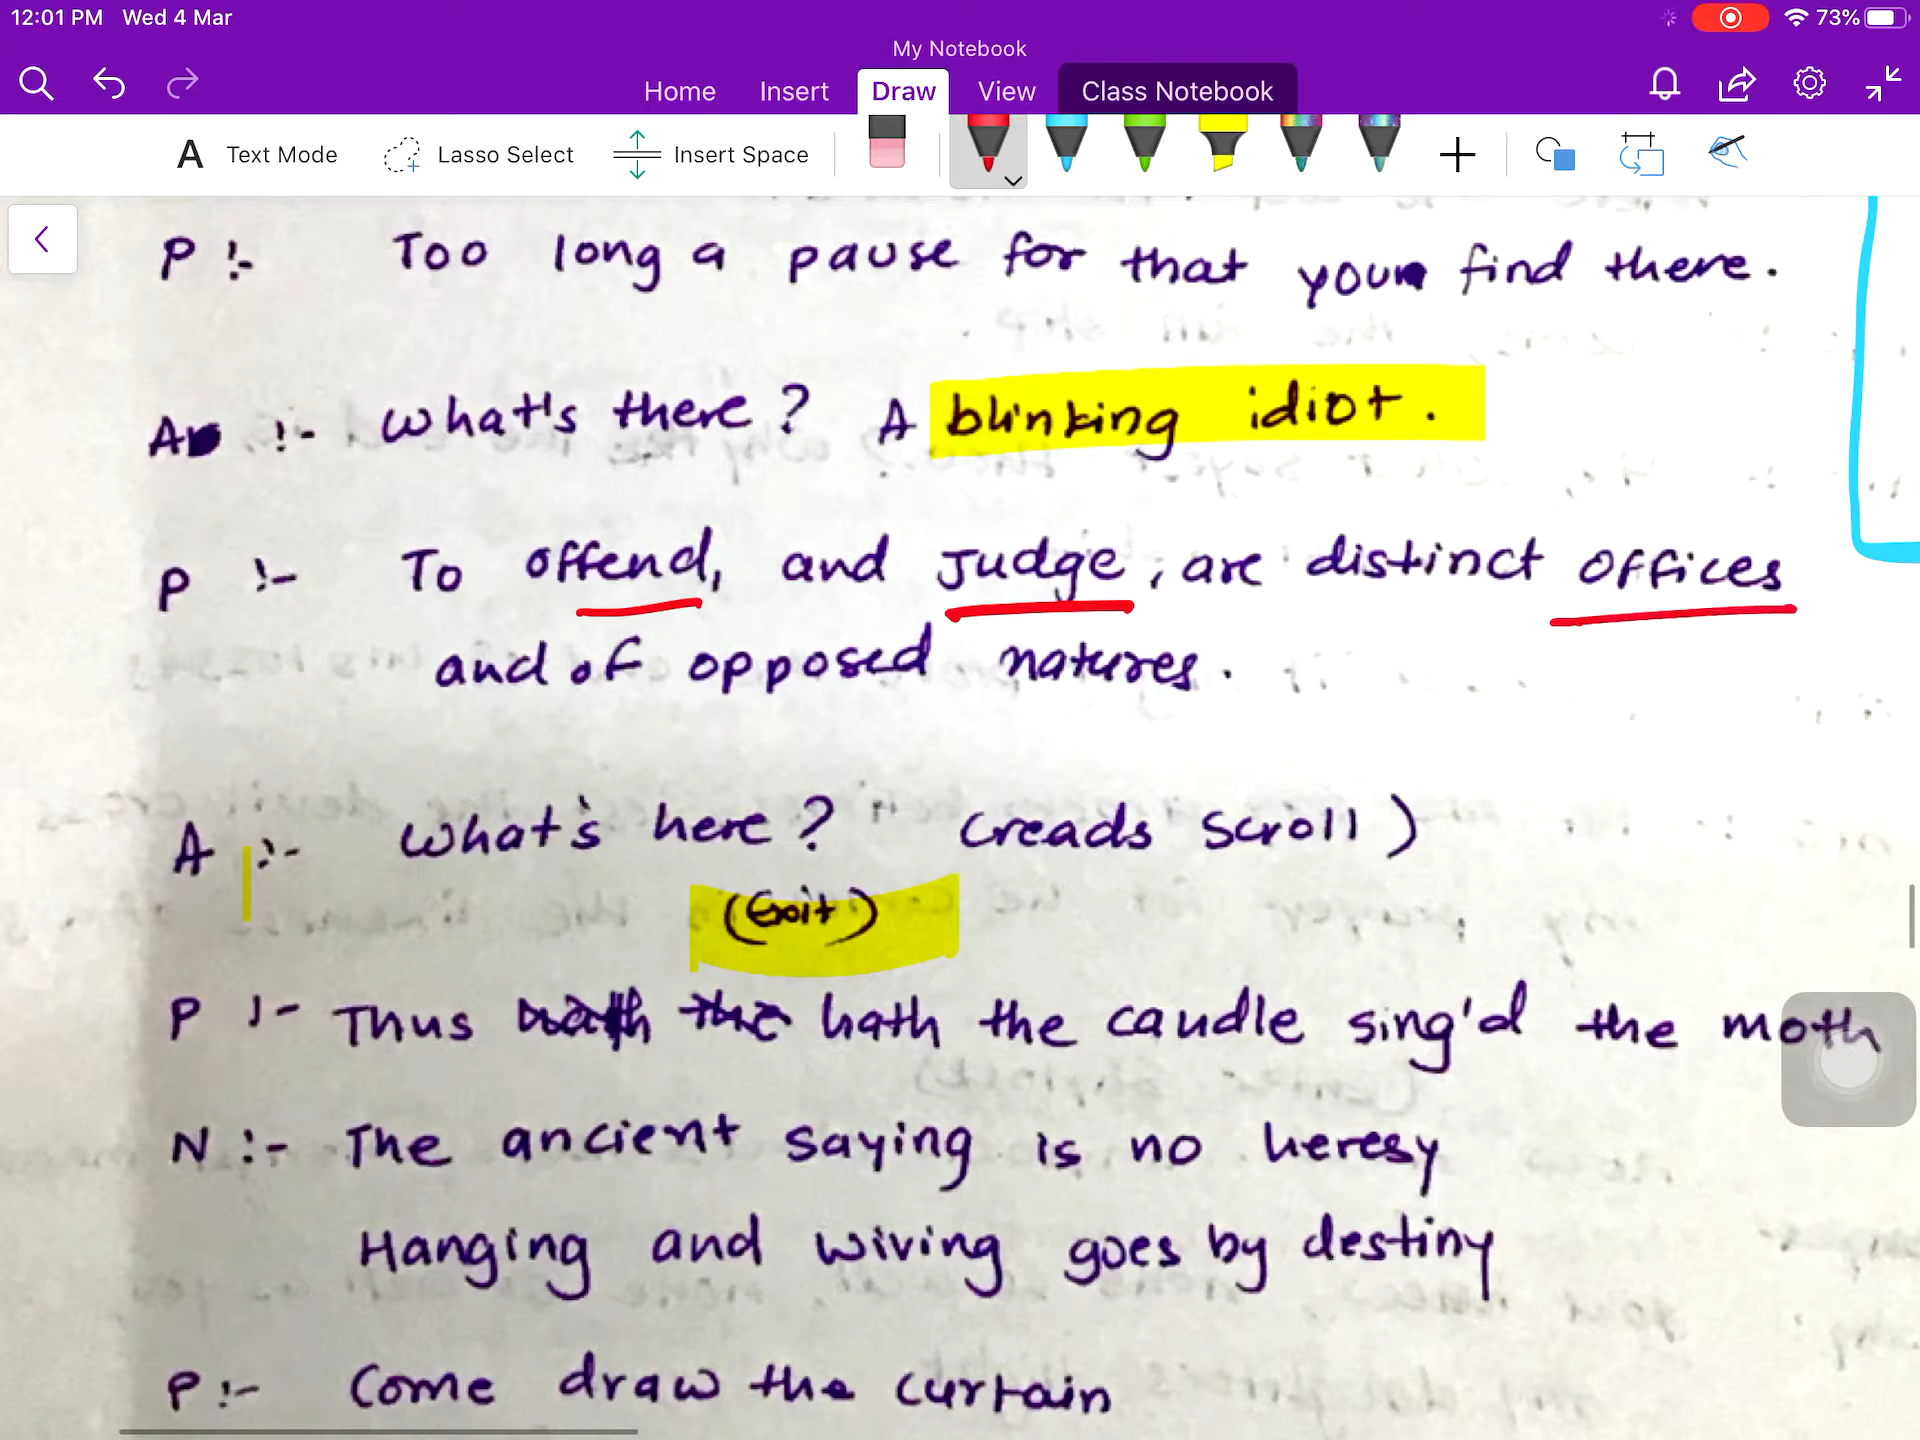 12:01 PM Wed 4 Mar
73%
My Notebook
Home Insert Draw View Class Notebook
A Text Mode Lasso Select Insert Space
P :- Too long a pause for that your find there.
A :- What's there? A blinking idiot.
P :- To offend, and Judge, are distinct offices
and of opposed natures.
A :- What's here? (reads scroll)
(Exit)
P :- Thus hath the candle sing'd the moth
N :- The ancient saying is no heresy
Hanging and wiving goes by destiny
P :- Come draw the curtain